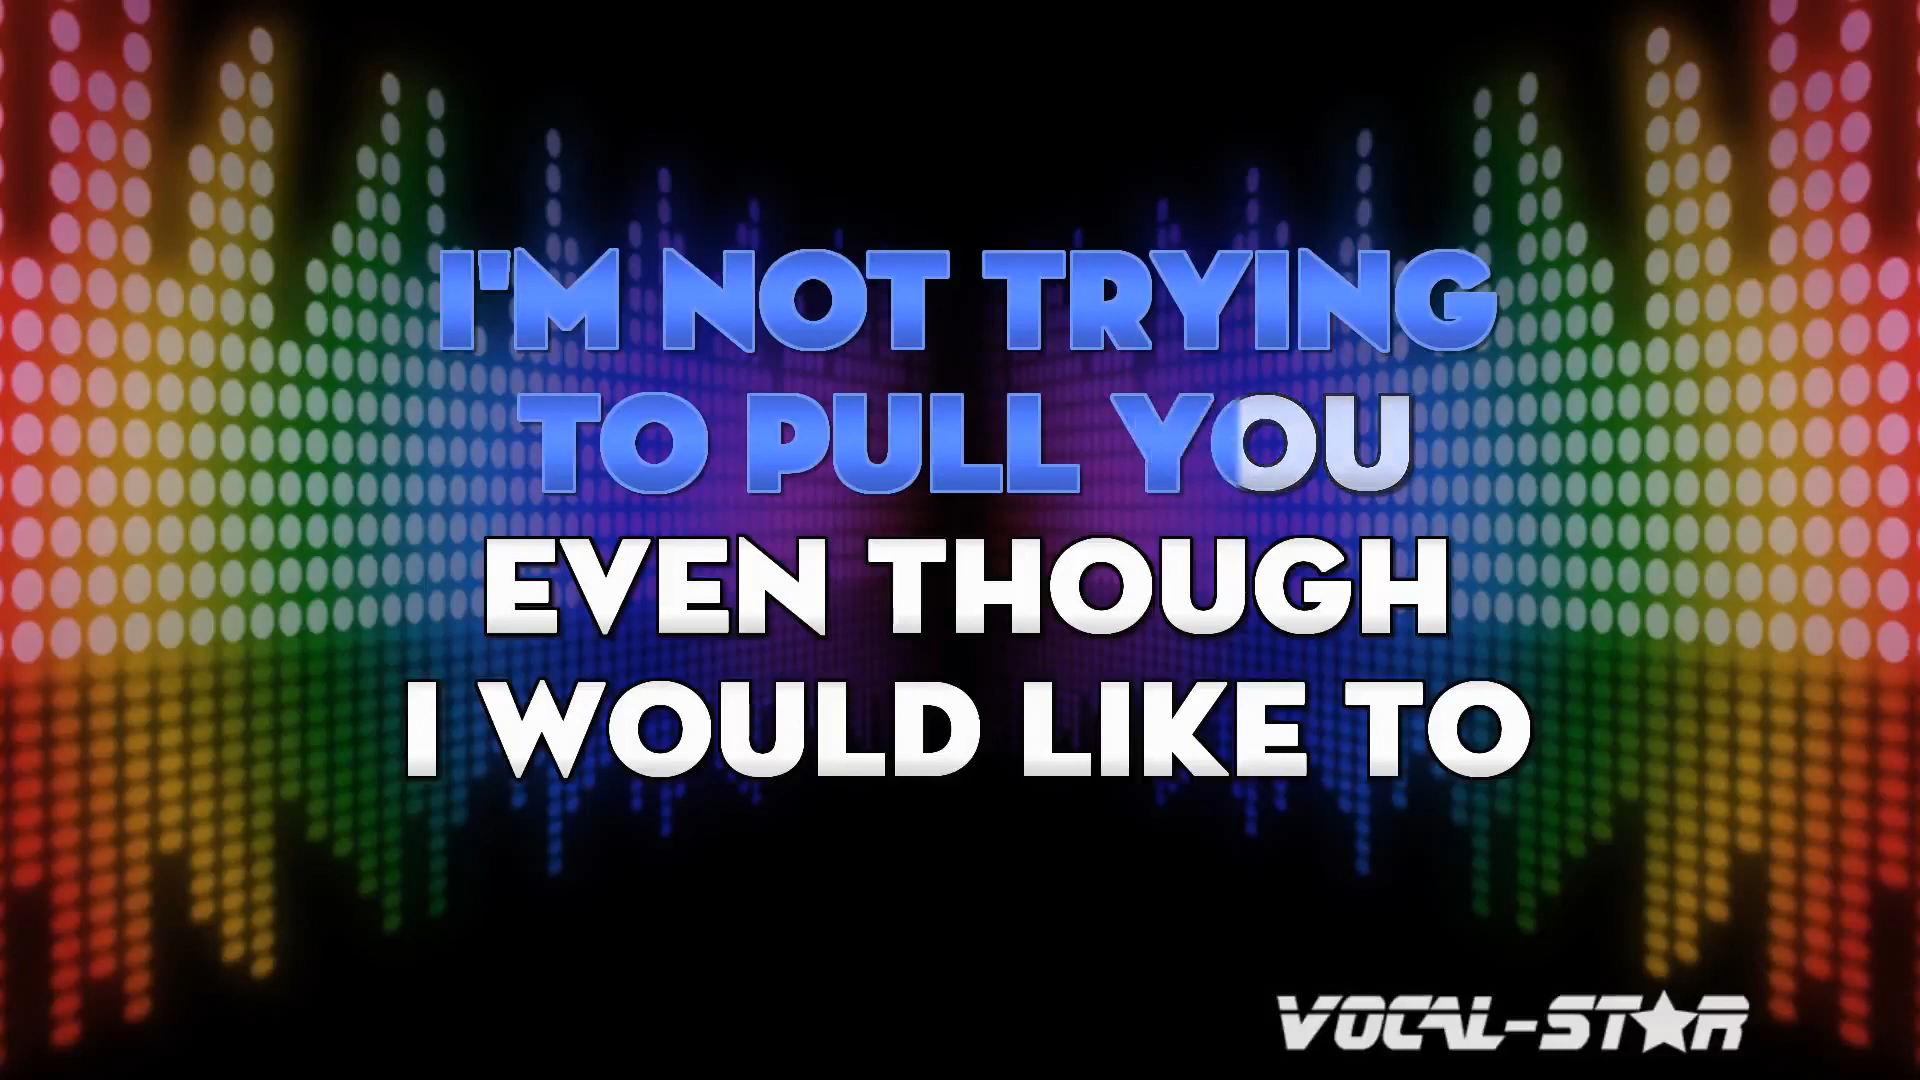 I'M NOT TRYING
TO PULL YOU
EVEN THOUGH
I WOULD LIKE TO
VOCAL-STAR